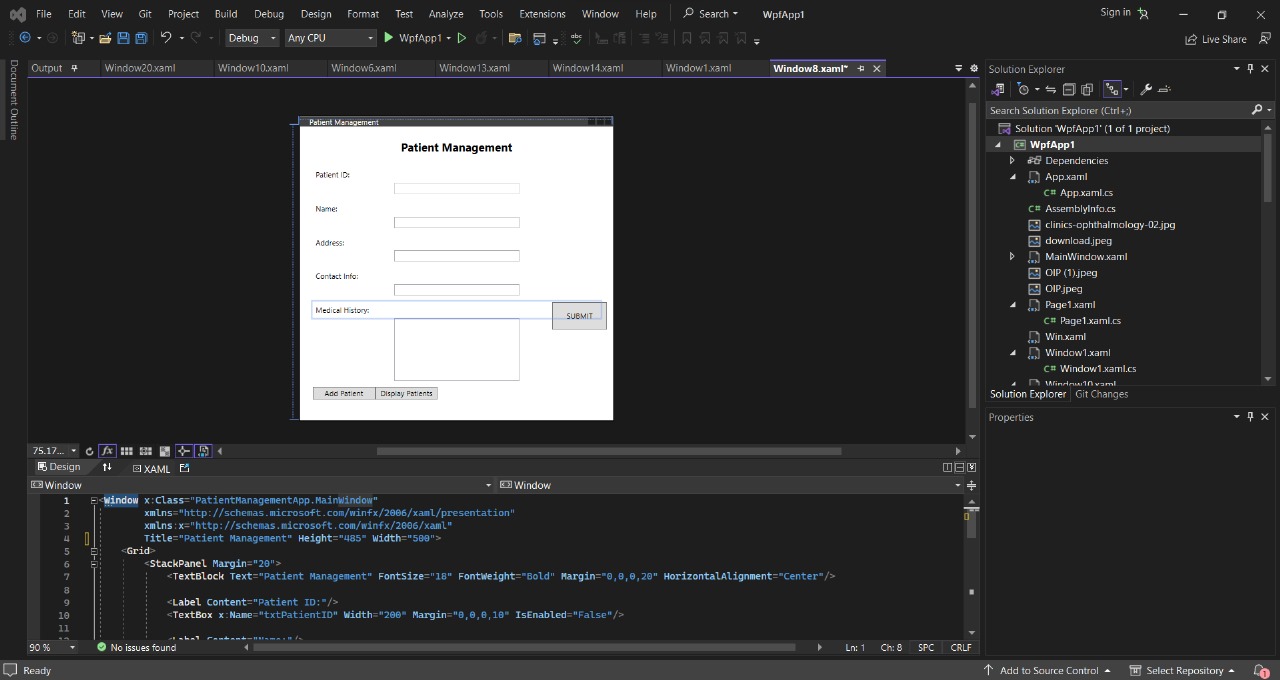 File Edit View Git Project Build Debug Design Format Test Analyze Tools Extensions Window Help Search WpfApp1 Sign in
Debug Any CPU WpfApp1 Live Share
Document Outline
Output Window20.xaml Window10.xaml Window6.xaml Window13.xaml Window14.xaml Window1.xaml Window8.xaml*
Patient Management
Patient Management
Patient ID:
Name:
Address:
Contact Info:
Medical History:
SUBMIT
Add Patient Display Patients
Solution Explorer
Search Solution Explorer (Ctrl+;)
Solution 'WpfApp1' (1 of 1 project)
WpfApp1
Dependencies
App.xaml
C# App.xaml.cs
C# AssemblyInfo.cs
clinics-ophthalmology-02.jpg
download.jpeg
MainWindow.xaml
OIP (1).jpeg
OIP.jpeg
Page1.xaml
C# Page1.xaml.cs
Win.xaml
Window1.xaml
C# Window1.xaml.cs
Window10.xaml
Solution Explorer Git Changes
Properties
75.17... fx
Design XAML
Window Window
1 <Window x:Class="PatientManagementApp.MainWindow"
2 xmlns="http://schemas.microsoft.com/winfx/2006/xaml/presentation"
3 xmlns:x="http://schemas.microsoft.com/winfx/2006/xaml"
4 Title="Patient Management" Height="485" Width="500">
5 <Grid>
6 <StackPanel Margin="20">
7 <TextBlock Text="Patient Management" FontSize="18" FontWeight="Bold" Margin="0,0,0,20" HorizontalAlignment="Center"/>
8
9 <Label Content="Patient ID:"/>
10 <TextBox x:Name="txtPatientID" Width="200" Margin="0,0,0,10" IsEnabled="False"/>
11
12 <Label Content="Name:"/>
90 % No issues found Ln: 1 Ch: 8 SPC CRLF
Ready Add to Source Control Select Repository 1